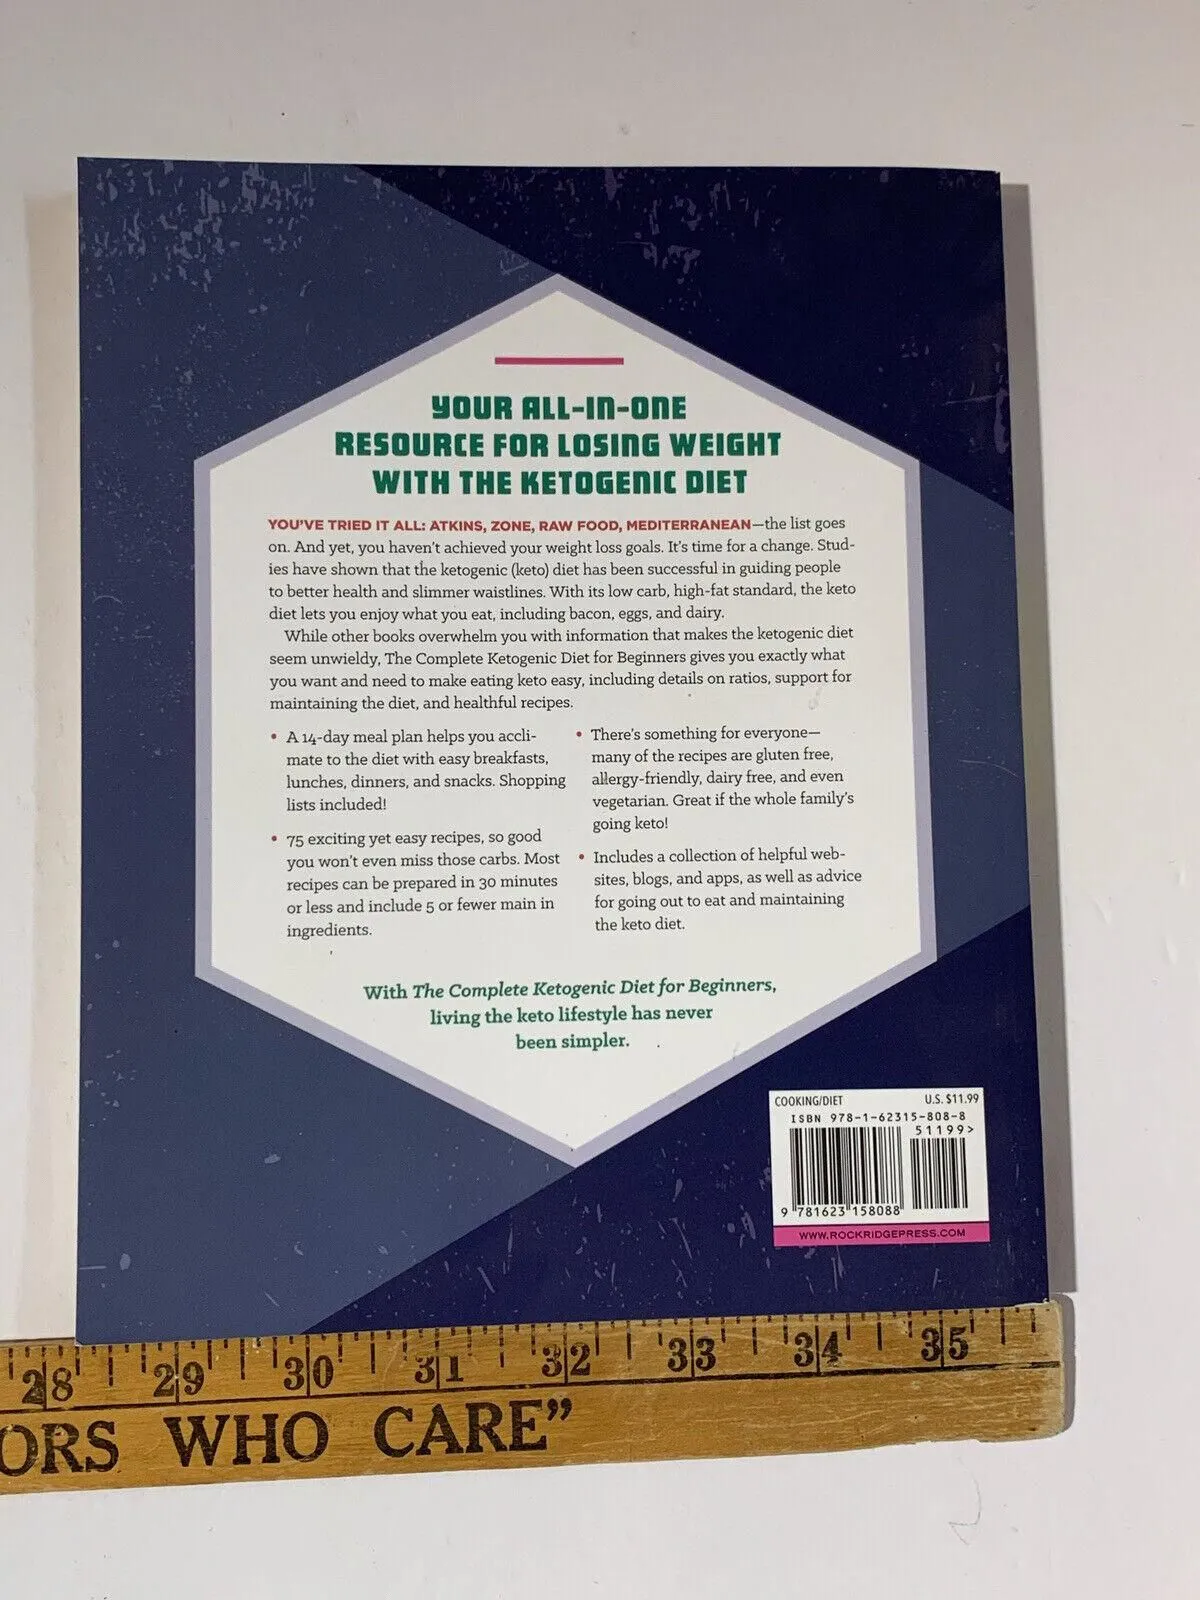 YOUR ALL-IN-ONE
RESOURCE FOR LOSING WEIGHT
WITH THE KETOGENIC DIET
YOU'VE TRIED IT ALL: ATKINS, ZONE, RAW FOOD, MEDITERRANEAN—the list goes
on. And yet, you haven't achieved your weight loss goals. It's time for a change. Stud-
ies have shown that the ketogenic (keto) diet has been successful in guiding people
to better health and slimmer waistlines. With its low carb, high-fat standard, the keto
diet lets you enjoy what you eat, including bacon, eggs, and dairy.
While other books overwhelm you with information that makes the ketogenic diet
seem unwieldy, The Complete Ketogenic Diet for Beginners gives you exactly what
you want and need to make eating keto easy, including details on ratios, support for
maintaining the diet, and healthful recipes.
• A 14-day meal plan helps you accli-
mate to the diet with easy breakfasts,
lunches, dinners, and snacks. Shopping
lists included!
• 75 exciting yet easy recipes, so good
you won't even miss those carbs. Most
recipes can be prepared in 30 minutes
or less and include 5 or fewer main in
ingredients.
• There's something for everyone—
many of the recipes are gluten free,
allergy-friendly, dairy free, and even
vegetarian. Great if the whole family's
going keto!
• Includes a collection of helpful web-
sites, blogs, and apps, as well as advice
for going out to eat and maintaining
the keto diet.
With The Complete Ketogenic Diet for Beginners,
living the keto lifestyle has never
been simpler.
COOKING/DIET U.S. $11.99
ISBN 978-1-62315-808-8
51199>
9 781623 158088
WWW.ROCKRIDGEPRESS.COM
28 29 30 31 32 33 34 35
ORS WHO CARE”